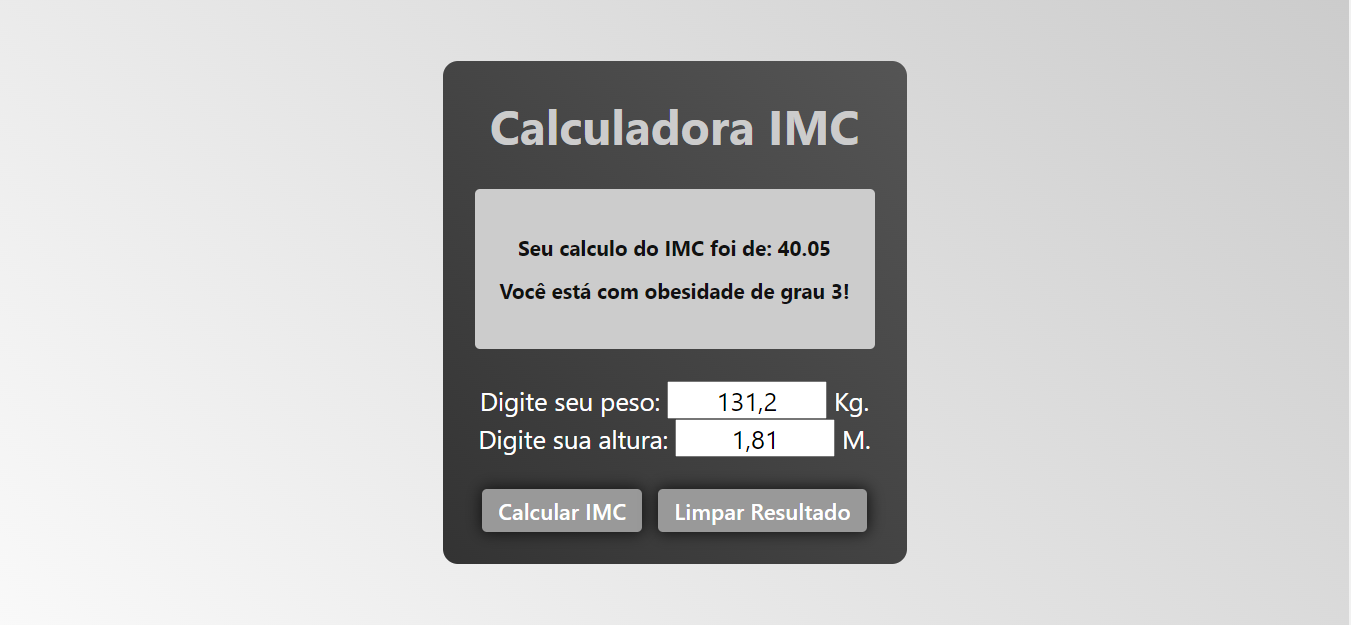 Calculadora IMC
Seu calculo do IMC foi de: 40.05
Você está com obesidade de grau 3!
Digite seu peso: 131,2 Kg.
Digite sua altura: 1,81 M.
Calcular IMC Limpar Resultado